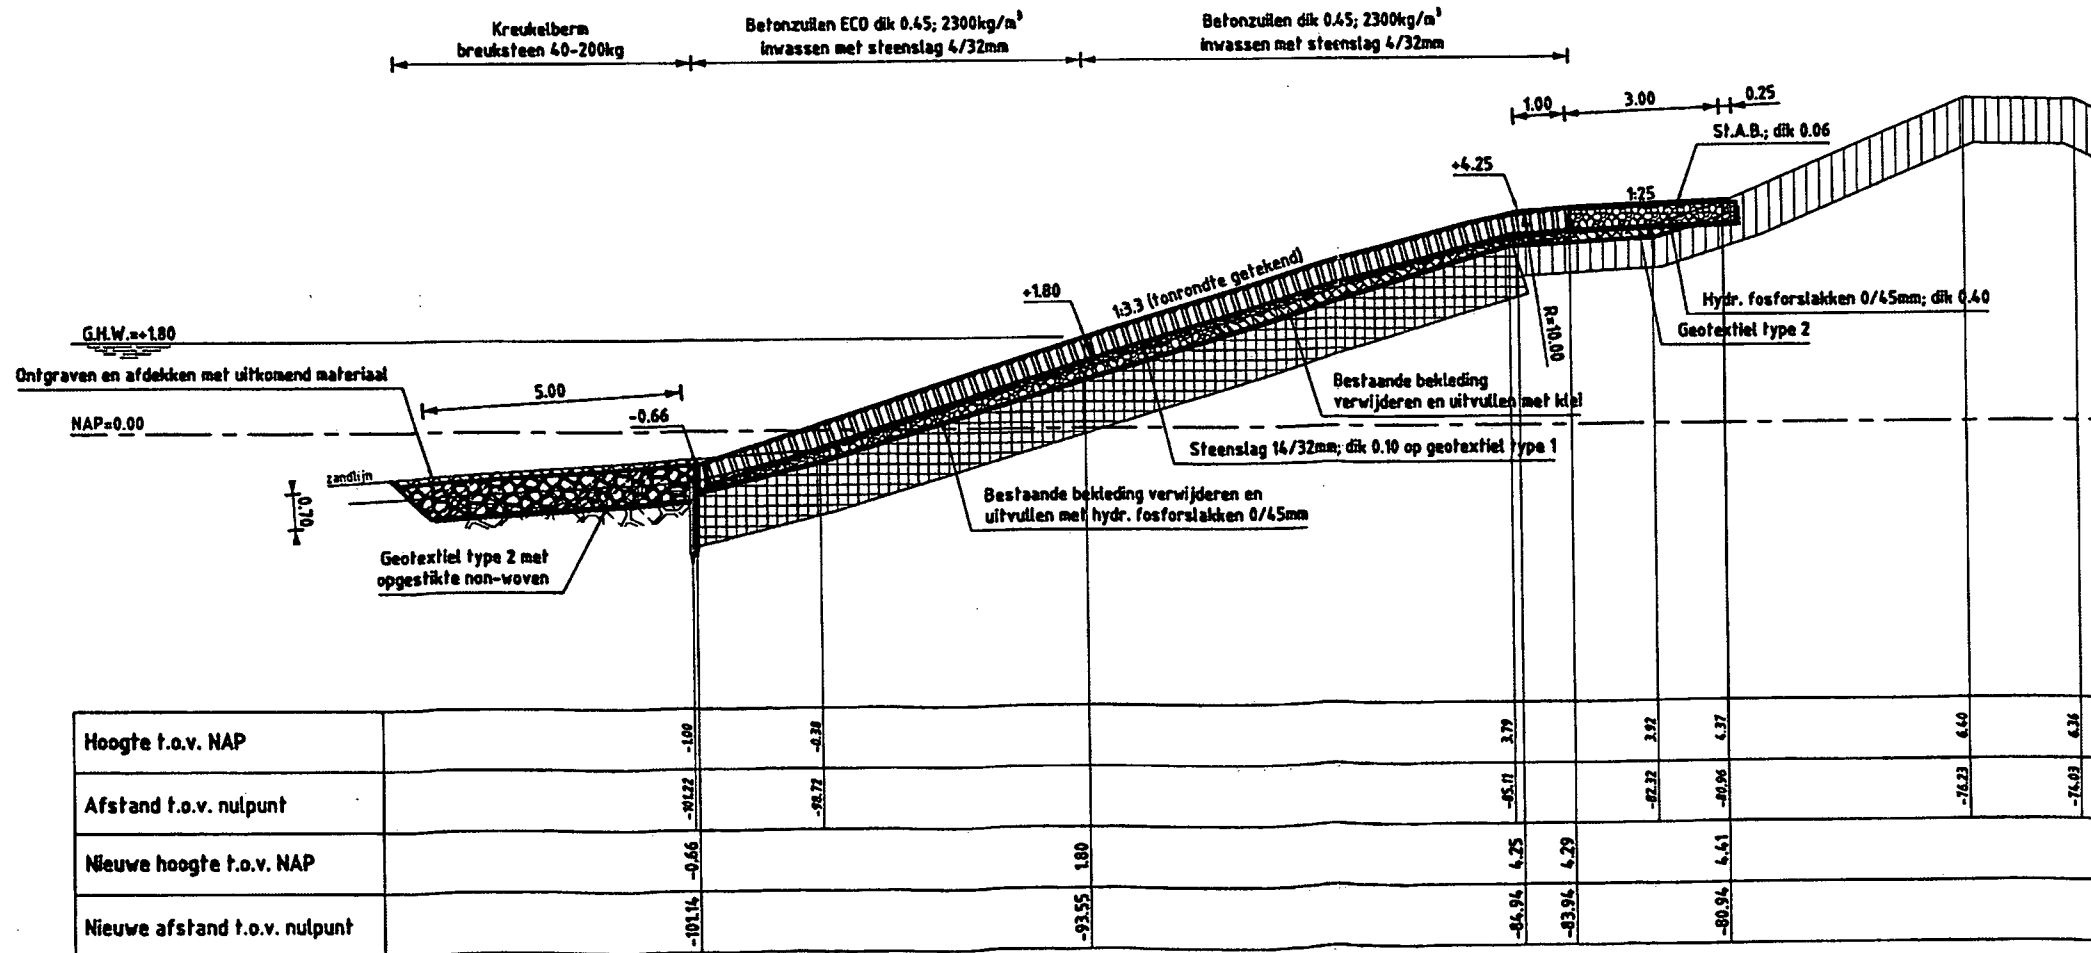 Kreukelberm
breuksteen 40-200kg
Betonzuilen ECO dik 0.45; 2300kg/m³
inwassen met steenslag 4/32mm
Betonzuilen dik 0.45; 2300kg/m³
inwassen met steenslag 4/32mm
1.00
3.00
0.25
St.A.B.; dik 0.06
+4.25
1:25
1:3.3 (tonrondte getekend)
+1.80
Hydr. fosforslakken 0/45mm; dik 0.40
Geotextiel type 2
R=10.00
G.H.W.=+1.80
Ontgraven en afdekken met uitkomend materiaal
5.00
-0.66
NAP=0.00
Bestaande bekleding
verwijderen en uitvullen met klei
Steenslag 14/32mm; dik 0.10 op geotextiel type 1
zandlijn
0.70
Bestaande bekleding verwijderen en
uitvullen met hydr. fosforslakken 0/45mm
Geotextiel type 2 met
opgestikte non-woven
Hoogte t.o.v. NAP -1.00 -0.38 3.79 3.92 4.37 6.40 6.36
Afstand t.o.v. nulpunt -101.22 -98.72 -85.11 -82.32 -80.96 -76.23 -74.03
Nieuwe hoogte t.o.v. NAP -0.66 1.80 4.25 4.29 4.41
Nieuwe afstand t.o.v. nulpunt -101.14 -93.55 -84.94 -83.94 -80.94